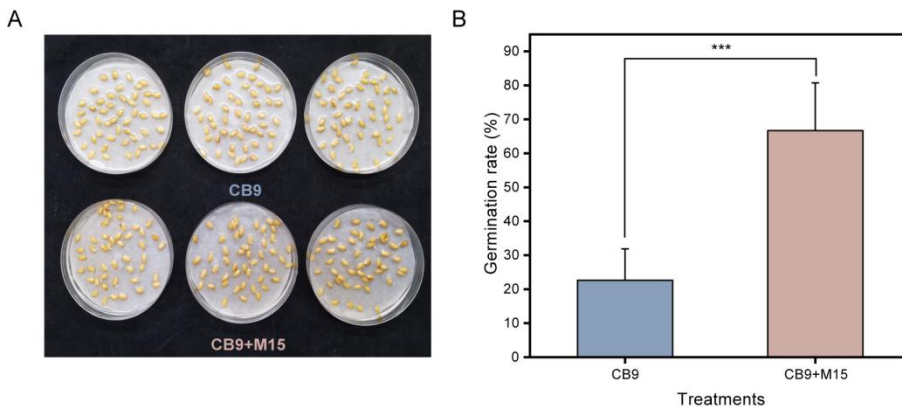 A
CB9
CB9+M15
B
***
Germination rate (%)
90
80
70
60
50
40
30
20
10
0
CB9
CB9+M15
Treatments